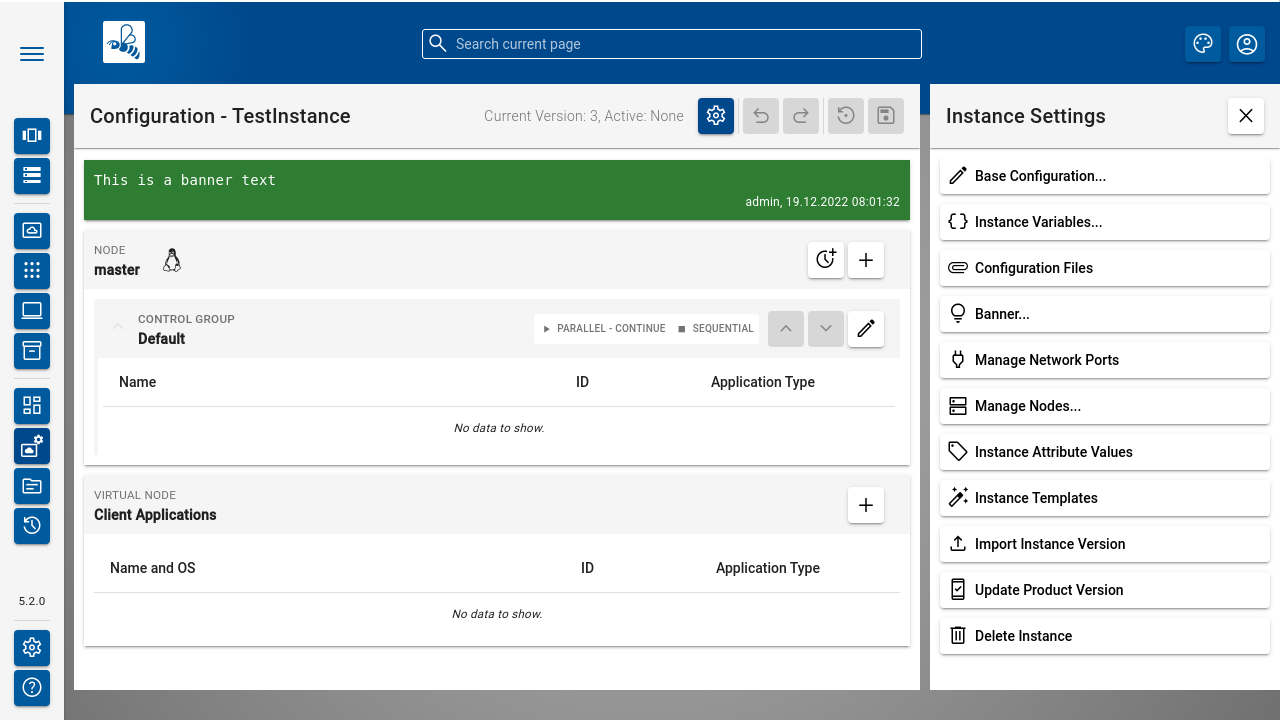 Search current page
Configuration - TestInstance
Current Version: 3, Active: None
This is a banner text
admin, 19.12.2022 08:01:32
NODE
master
CONTROL GROUP
Default
PARALLEL - CONTINUE
SEQUENTIAL
Name
ID
Application Type
No data to show.
VIRTUAL NODE
Client Applications
Name and OS
ID
Application Type
No data to show.
5.2.0
Instance Settings
Base Configuration...
Instance Variables...
Configuration Files
Banner...
Manage Network Ports
Manage Nodes...
Instance Attribute Values
Instance Templates
Import Instance Version
Update Product Version
Delete Instance